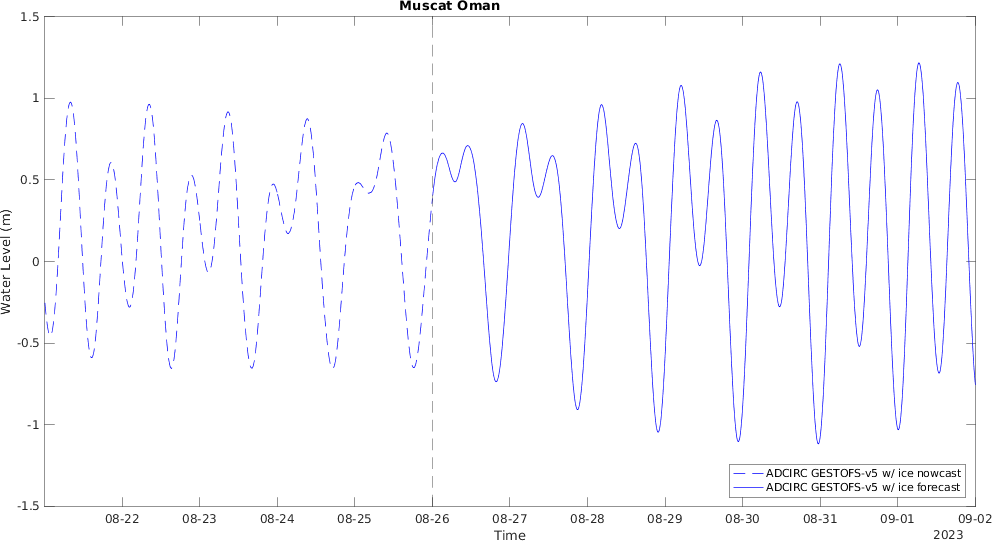 Muscat Oman
1.5
1
0.5
0
-0.5
-1
-1.5
Water Level (m)
ADCIRC GESTOFS-v5 w/ ice nowcast
ADCIRC GESTOFS-v5 w/ ice forecast
08-22 08-23 08-24 08-25 08-26 08-27 08-28 08-29 08-30 08-31 09-01 09-02
Time
2023